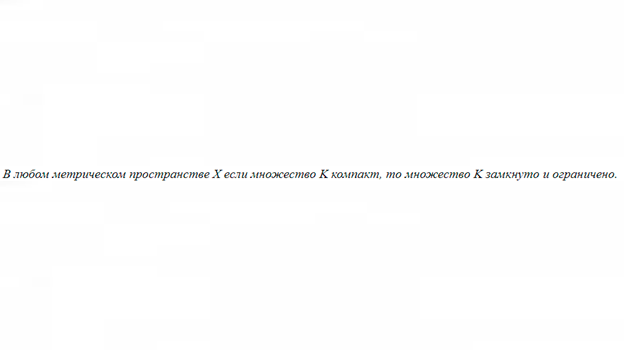 В любом метрическом пространстве X если множество K компакт, то множество K замкнуто и ограничено.